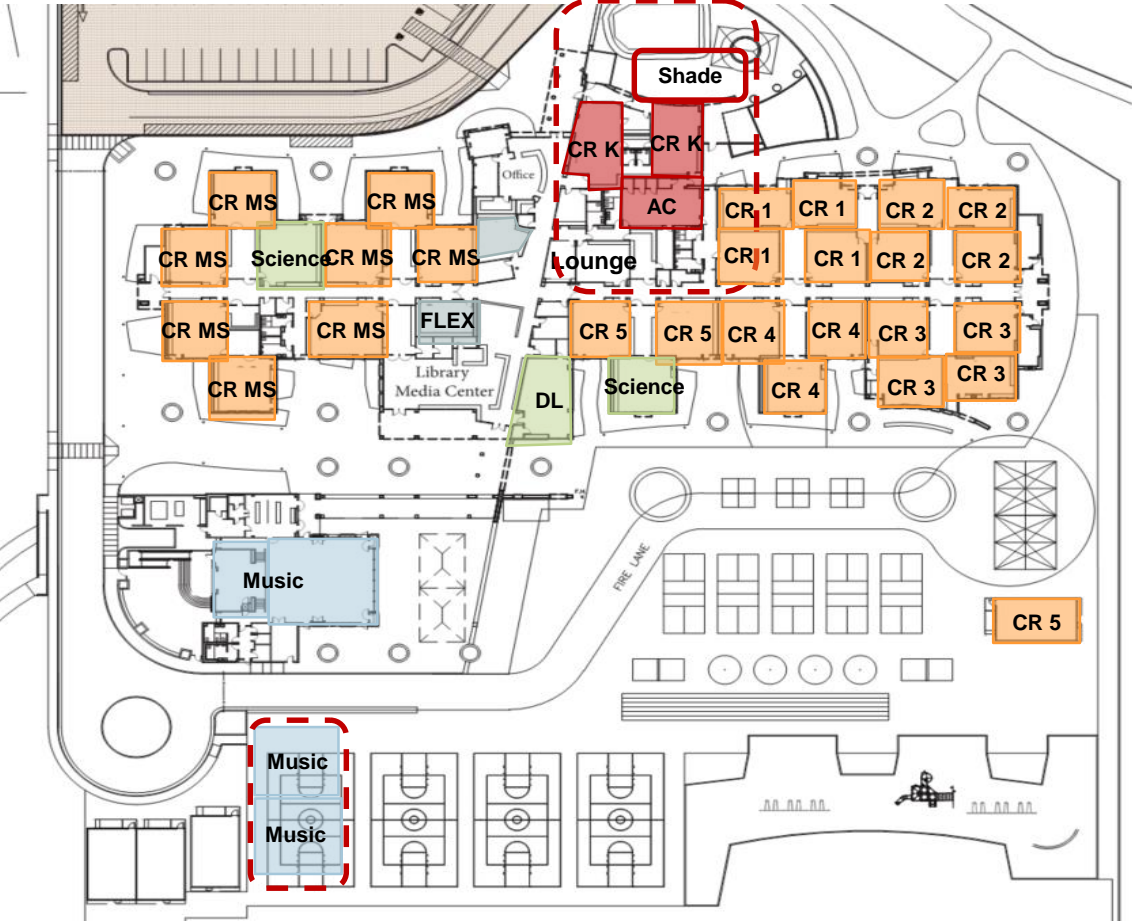 Shade
CR K
CR K
Office
AC
CR MS
CR MS
CR 1
CR 1
CR 2
CR 2
CR MS
Science
CR MS
CR MS
Lounge
CR 1
CR 1
CR 2
CR 2
CR MS
CR MS
FLEX
CR 5
CR 5
CR 4
CR 4
CR 3
CR 3
Library
Media Center
CR MS
DL
Science
CR 4
CR 3
CR 3
FIRE LANE
Music
CR 5
Music
Music